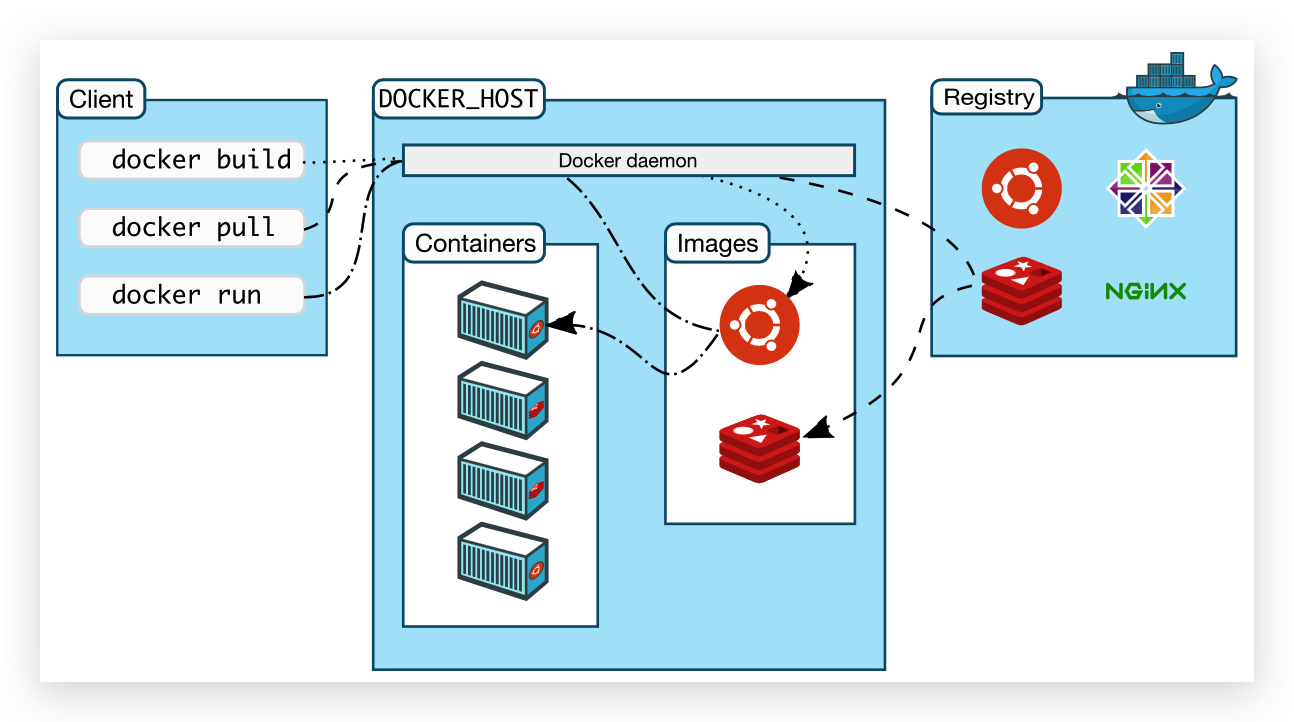 Client
docker build
docker pull
docker run
DOCKER_HOST
Docker daemon
Containers
Images
Registry
NGINX